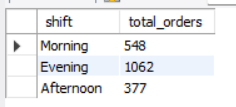 shift total_orders
Morning 548
Evening 1062
Afternoon 377